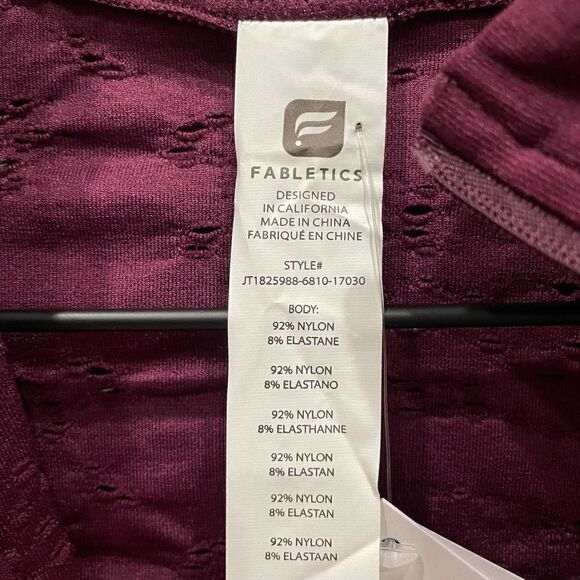 FABLETICS
DESIGNED
IN CALIFORNIA
MADE IN CHINA
FABRIQUÉ EN CHINE
STYLE#
JT1825988-6810-17030
BODY:
92% NYLON
8% ELASTANE
92% NYLON
8% ELASTANO
92% NYLON
8% ELASTHANNE
92% NYLON
8% ELASTAN
92% NYLON
8% ELASTAN
92% NYLON
8% ELASTAAN